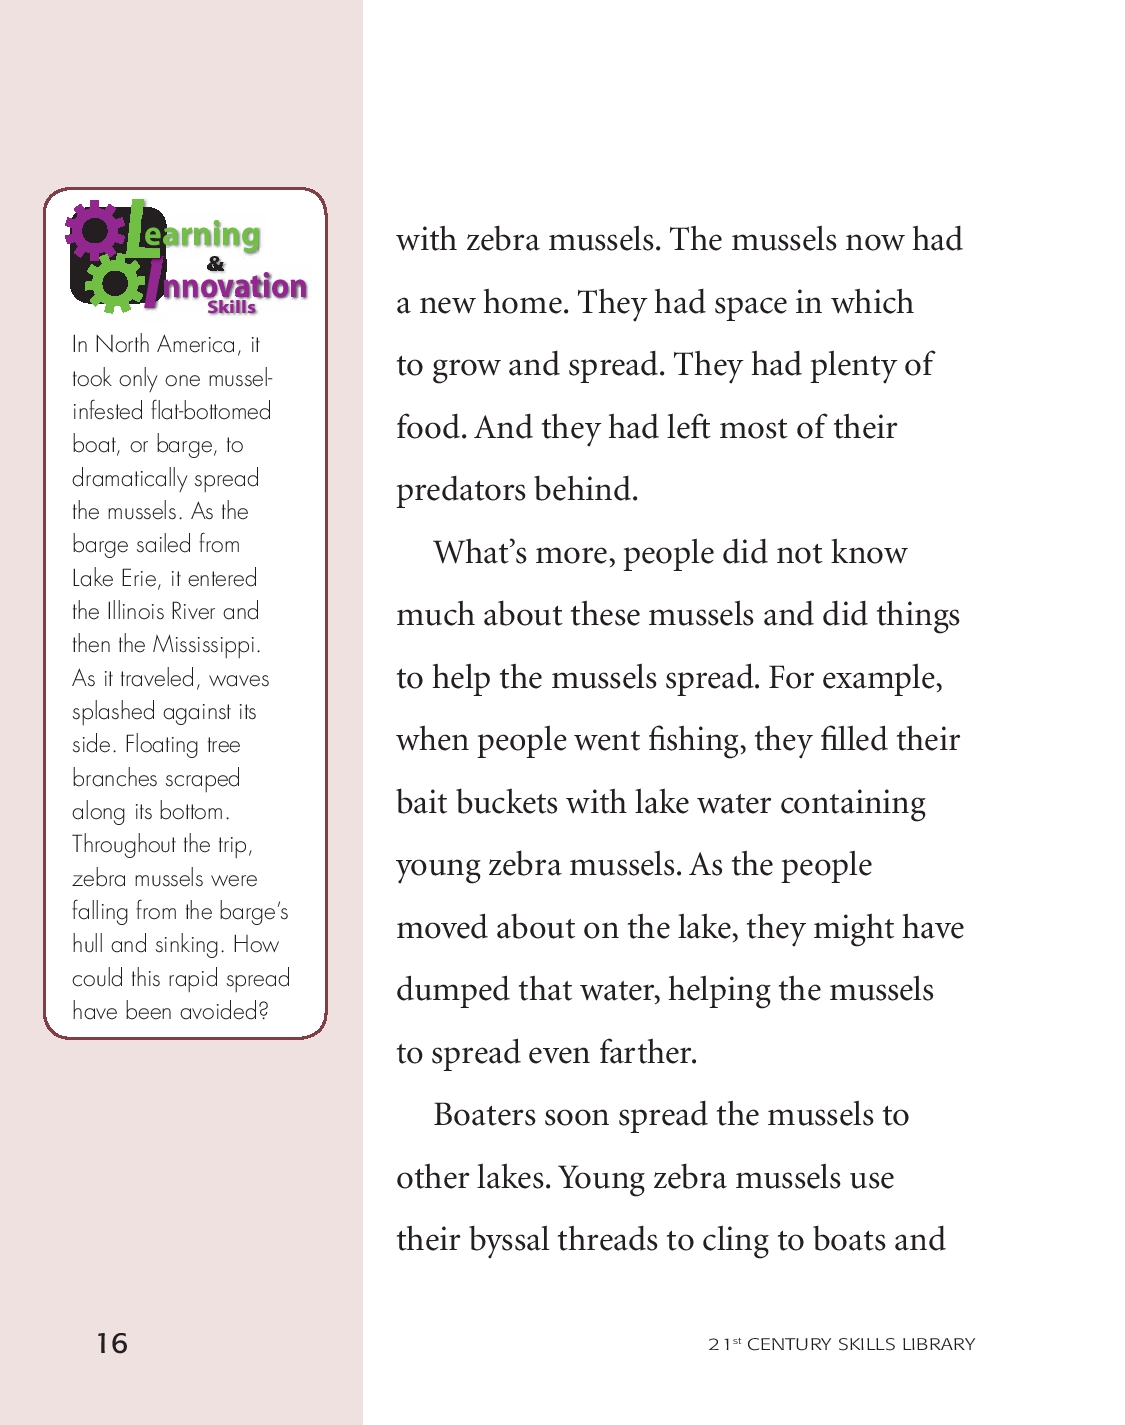 Learning
&
Innovation
Skills
In North America, it
took only one mussel-
infested flat-bottomed
boat, or barge, to
dramatically spread
the mussels. As the
barge sailed from
Lake Erie, it entered
the Illinois River and
then the Mississippi.
As it traveled, waves
splashed against its
side. Floating tree
branches scraped
along its bottom.
Throughout the trip,
zebra mussels were
falling from the barge’s
hull and sinking. How
could this rapid spread
have been avoided?
with zebra mussels. The mussels now had
a new home. They had space in which
to grow and spread. They had plenty of
food. And they had left most of their
predators behind.
What’s more, people did not know
much about these mussels and did things
to help the mussels spread. For example,
when people went fishing, they filled their
bait buckets with lake water containing
young zebra mussels. As the people
moved about on the lake, they might have
dumped that water, helping the mussels
to spread even farther.
Boaters soon spread the mussels to
other lakes. Young zebra mussels use
their byssal threads to cling to boats and
16
21st CENTURY SKILLS LIBRARY